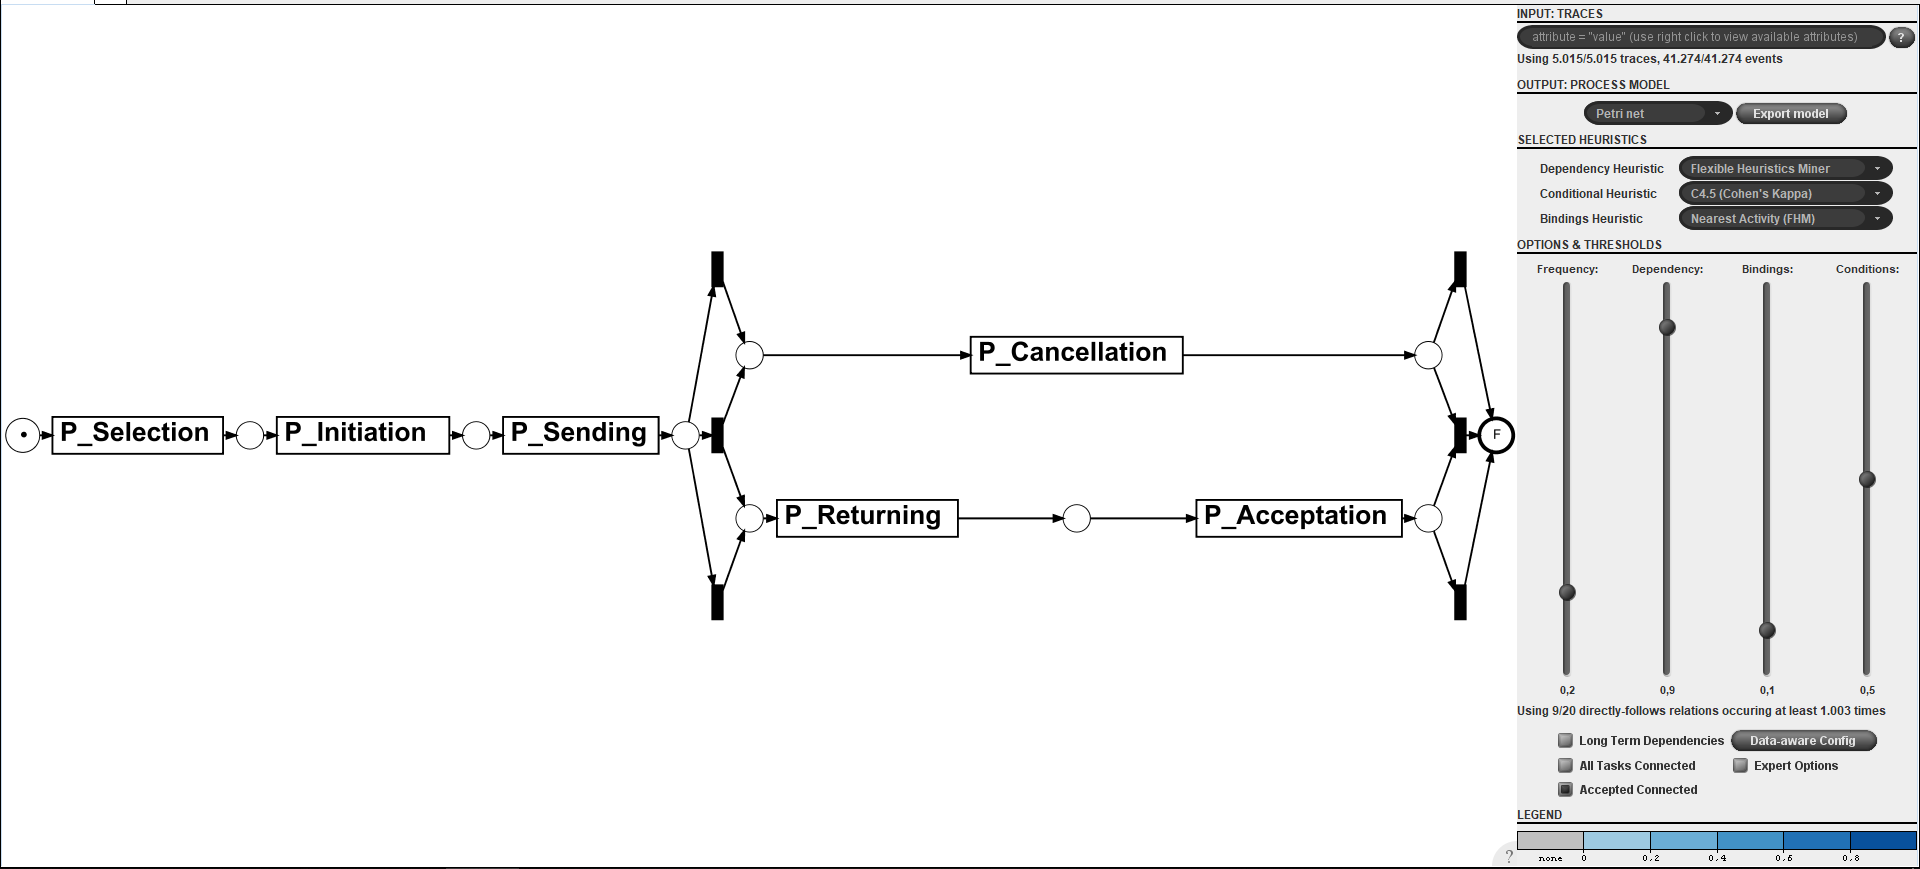 P_Selection
P_Initiation
P_Sending
P_Cancellation
P_Returning
P_Acceptation
F
INPUT: TRACES
attribute = "value" (use right click to view available attributes)
?
Using 5.015/5.015 traces, 41.274/41.274 events
OUTPUT: PROCESS MODEL
Petri net
Export model
SELECTED HEURISTICS
Dependency Heuristic
Flexible Heuristics Miner
Conditional Heuristic
C4.5 (Cohen's Kappa)
Bindings Heuristic
Nearest Activity (FHM)
OPTIONS & THRESHOLDS
Frequency: Dependency: Bindings: Conditions:
0,2 0,9 0,1 0,5
Using 9/20 directly-follows relations occuring at least 1.003 times
Long Term Dependencies
Data-aware Config
All Tasks Connected
Expert Options
Accepted Connected
LEGEND
none 0 0.2 0.4 0.6 0.8
?